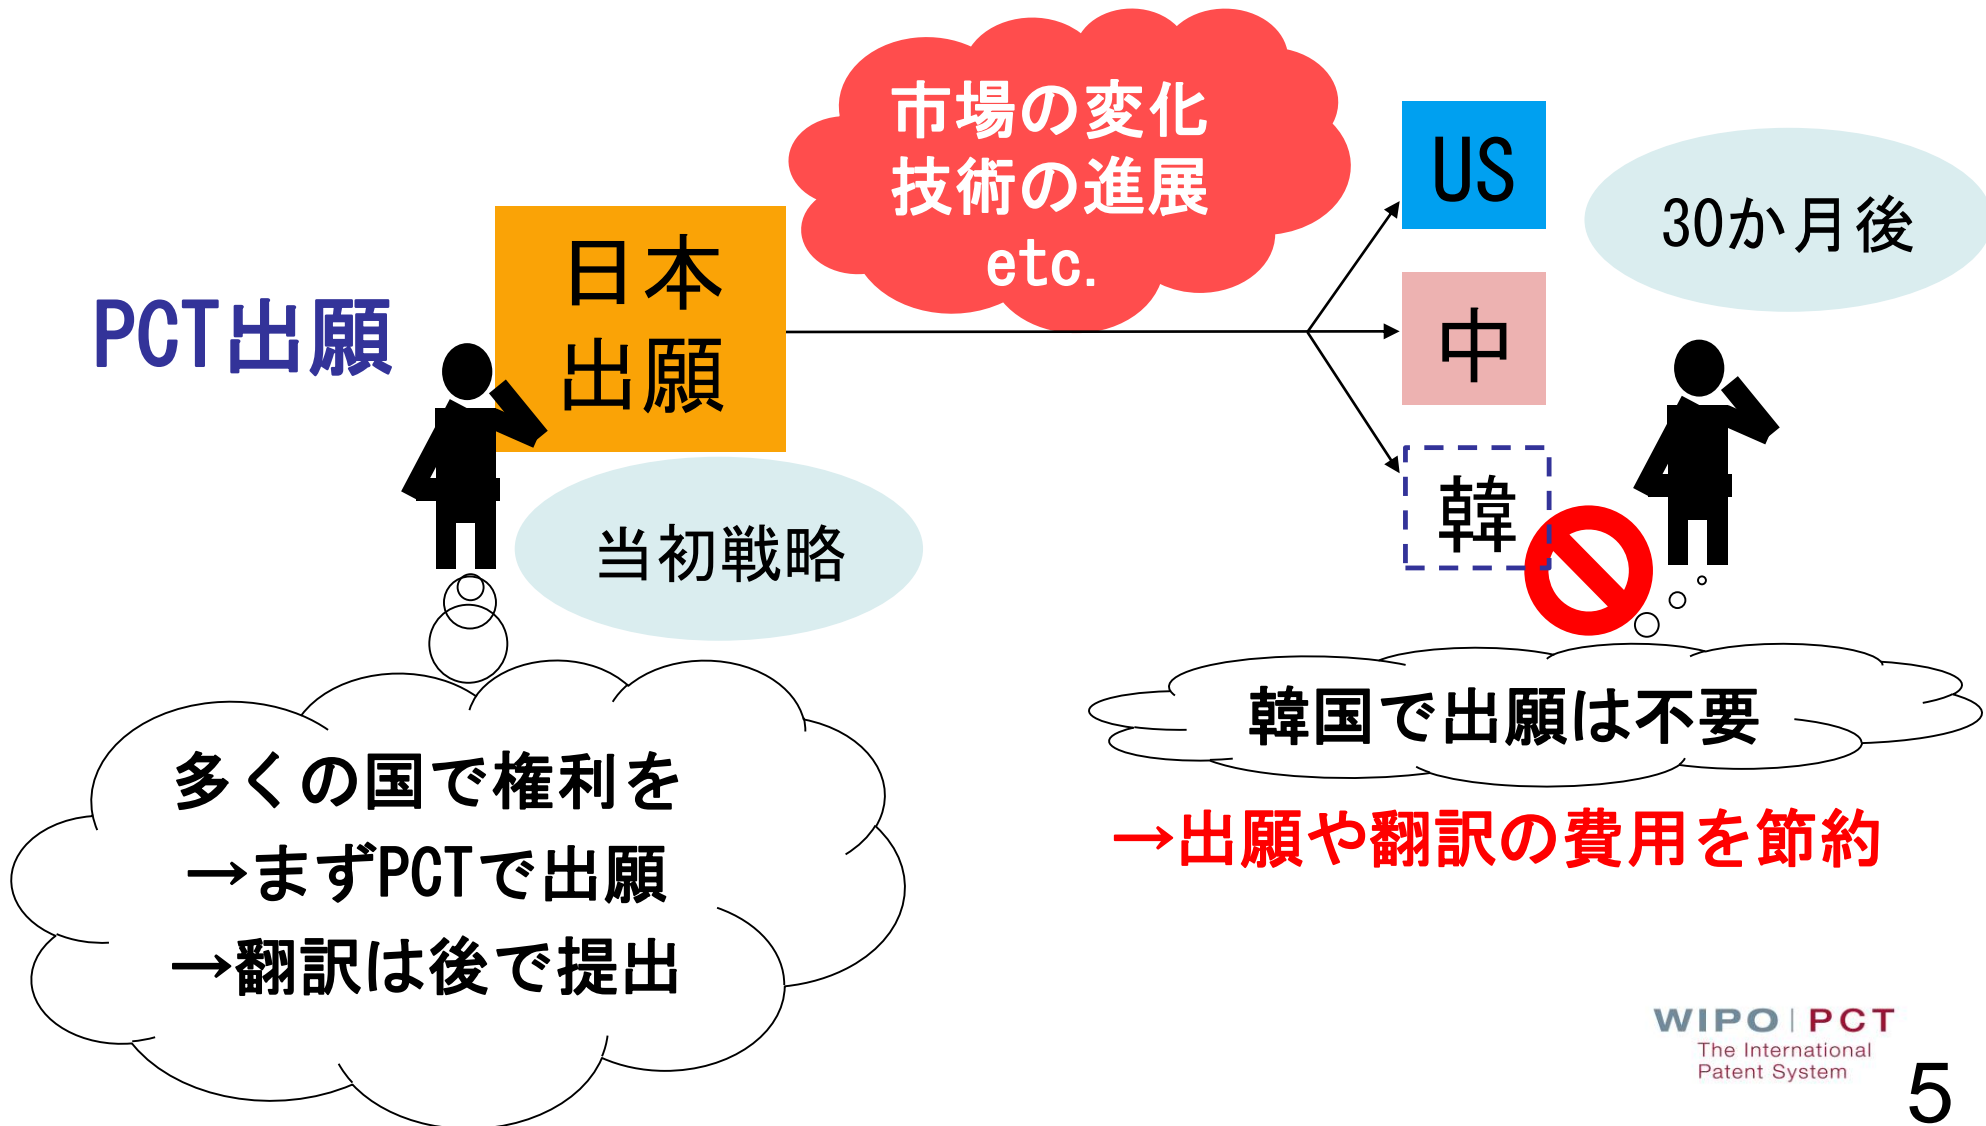 市場の変化
技術の進展
etc.
PCT出願
日本
出願
US
30か月後
中
韓
当初戦略
多くの国で権利を
→まずPCTで出願
→翻訳は後で提出
韓国で出願は不要
→出願や翻訳の費用を節約
WIPO | PCT
The International
Patent System
5